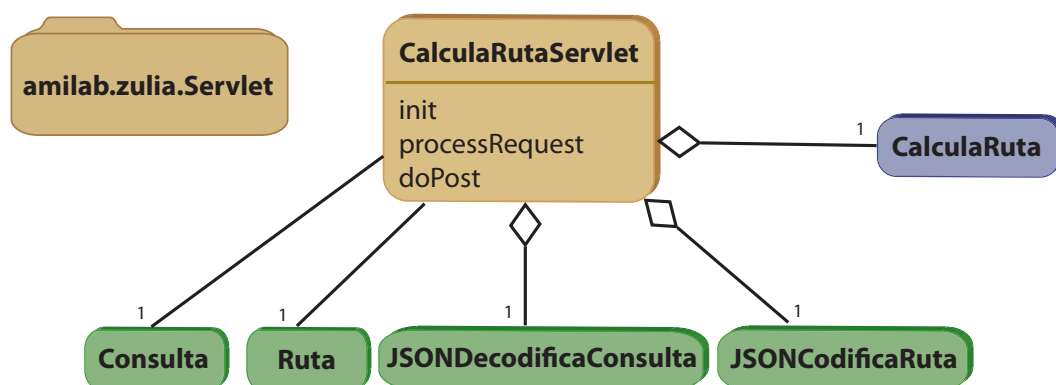 CalculaRutaServlet
amilab.zulia.Servlet
init
processRequest
doPost
1
CalculaRuta
1
1
1
1
Consulta
Ruta
JSONDecodificaConsulta
JSONCodificaRuta